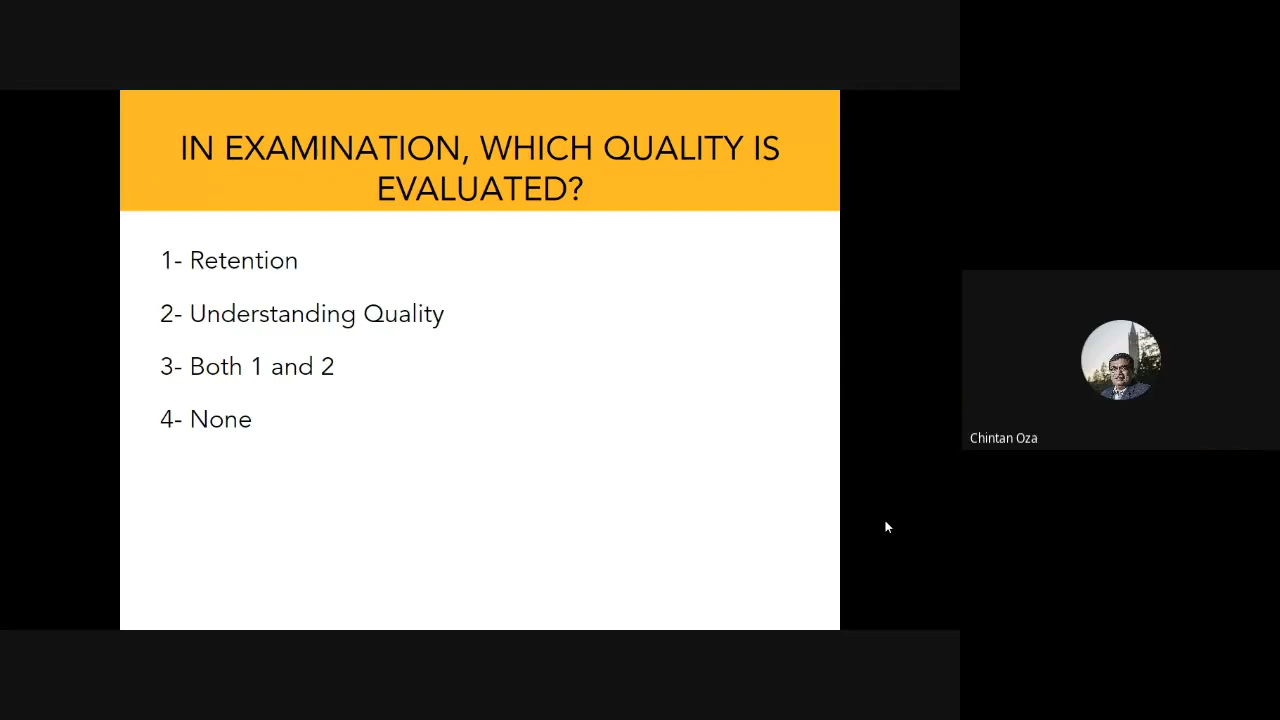 IN EXAMINATION, WHICH QUALITY IS
EVALUATED?
1- Retention
2- Understanding Quality
3- Both 1 and 2
4- None
Chintan Oza